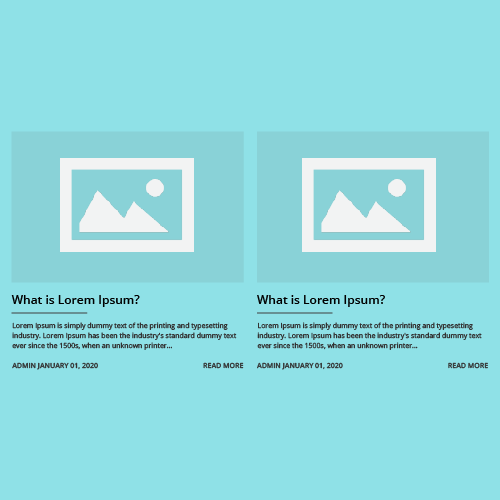 What is Lorem Ipsum?
Lorem Ipsum is simply dummy text of the printing and typesetting
industry. Lorem Ipsum has been the industry's standard dummy text
ever since the 1500s, when an unknown printer...
ADMIN JANUARY 01, 2020 READ MORE
What is Lorem Ipsum?
Lorem Ipsum is simply dummy text of the printing and typesetting
industry. Lorem Ipsum has been the industry's standard dummy text
ever since the 1500s, when an unknown printer...
ADMIN JANUARY 01, 2020 READ MORE